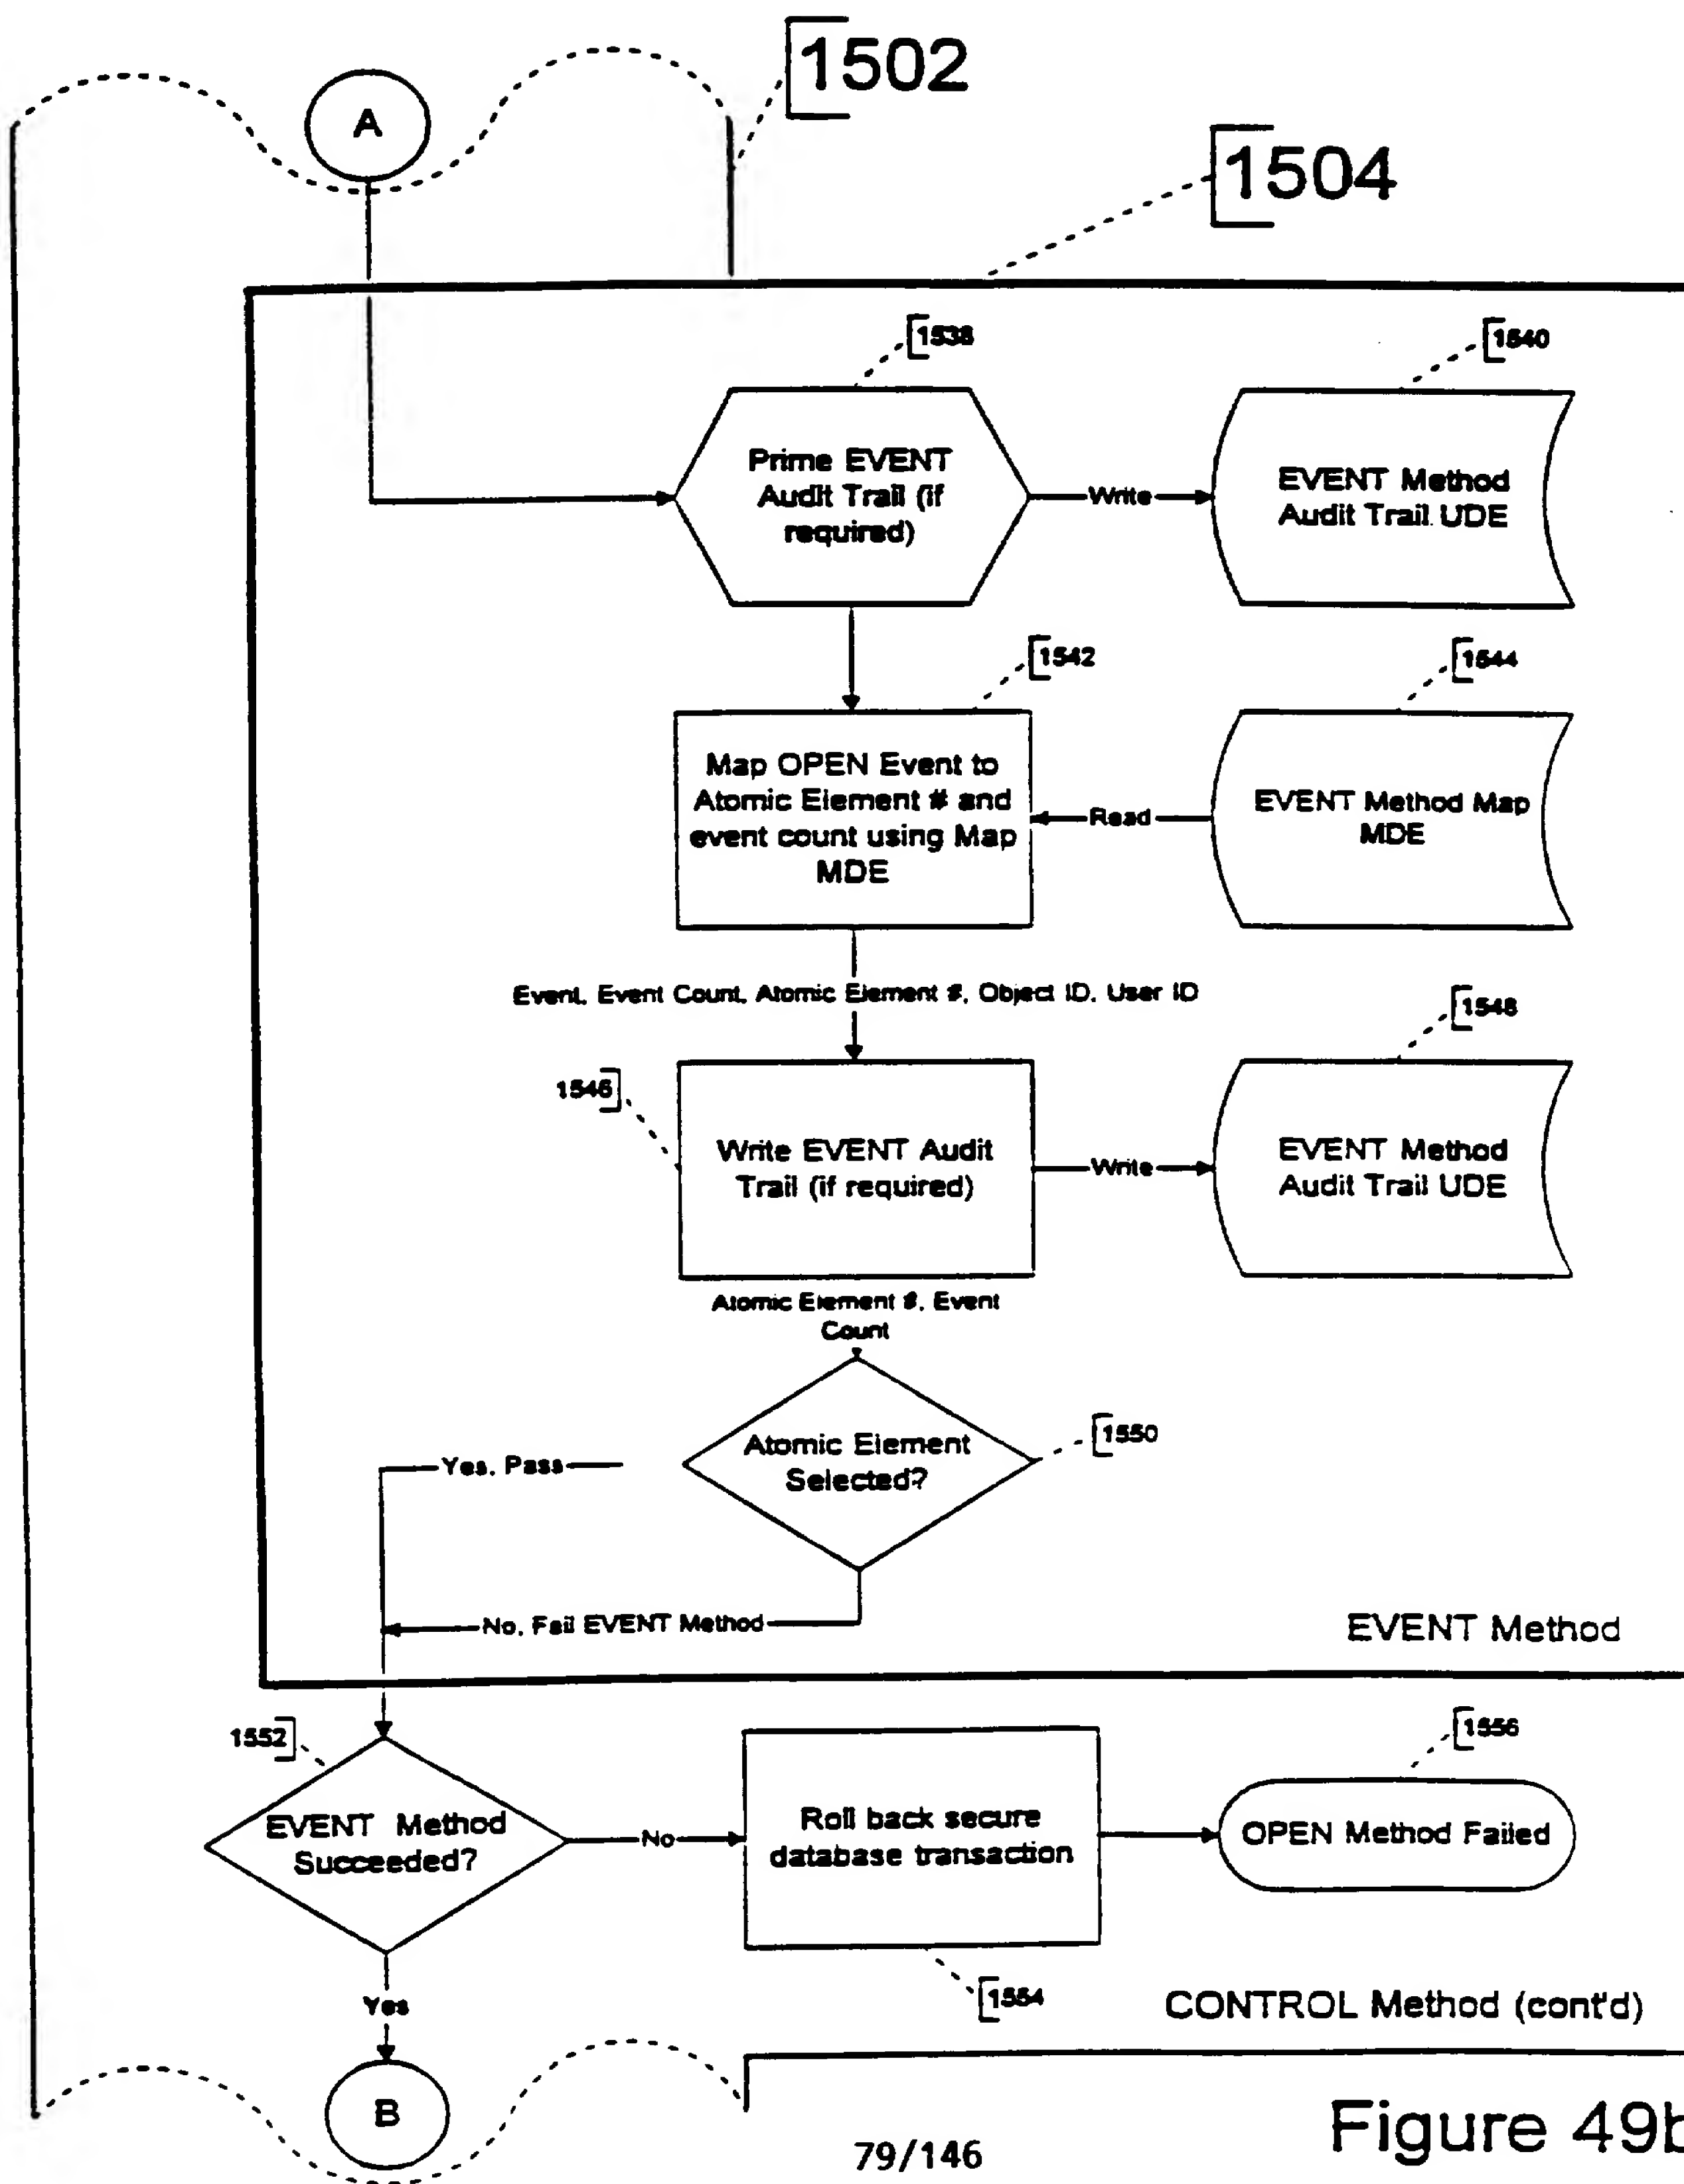 1502
A
1504
1538
1540
Prime EVENT
Audit Trail (if
required)
Write
EVENT Method
Audit Trail UDE
1542
1544
Map OPEN Event to
Atomic Element # and
event count using Map
MDE
Read
EVENT Method Map
MDE
Event, Event Count, Atomic Element #, Object ID, User ID
1548
1546
Write EVENT Audit
Trail (if required)
Write
EVENT Method
Audit Trail UDE
Atomic Element #, Event
Count
1550
Atomic Element
Selected?
Yes, Pass
No, Fail EVENT Method
EVENT Method
1552
1556
EVENT Method
Succeeded?
No
Roll back secure
database transaction
OPEN Method Failed
1554
Yes
CONTROL Method (cont'd)
B
Figure 49b
79/146